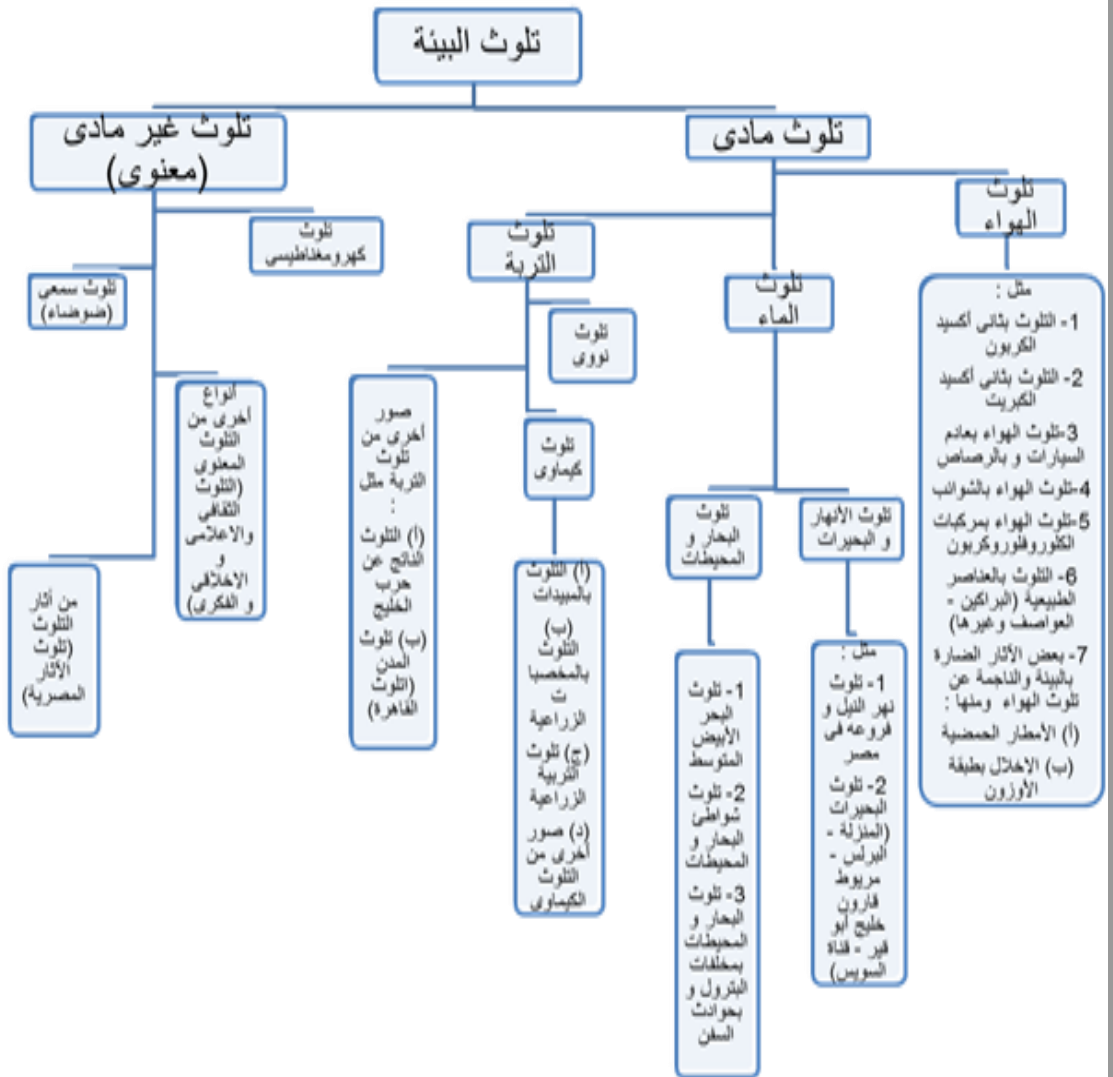 تلوث البيئة
تلوث مادى
تلوث
الهواء
مثل :
1- التلوث بثانى أكسيد
الكربون
2- التلوث بثانى أكسيد
الكبريت
3-تلوث الهواء بعادم
السيارات و بالرصاص
4-تلوث الهواء بالشوائب
5-تلوث الهواء بمركبات
الكلوروفلوروكربون
6- التلوث بالعناصر
الطبيعية (البراكين -
العواصف وغيرها)
7- بعض الآثار الضارة
بالبيئة والناجمة عن
تلوث الهواء ومنها :
(أ) الأمطار الحمضية
(ب) الاخلال بطبقة
الأوزون
تلوث
الماء
تلوث الأنهار
و البحيرات
مثل :
1- تلوث
نهر النيل و
فروعه فى
مصر
2- تلوث
البحيرات
(المنزلة -
البرلس -
مريوط
قارون
خليج أبو
قير - قناة
السويس)
تلوث
البحار و
المحيطات
1- تلوث
البحر
الأبيض
المتوسط
2- تلوث
شواطئ
البحار و
المحيطات
3- تلوث
البحار و
المحيطات
بمخلفات
البترول و
بحوادث
السفن
تلوث
التربة
تلوث
نووى
تلوث
كيماوى
(أ) التلوث
بالمبيدات
(ب)
التلوث
بالمخصبا
ت
الزراعية
(ج) تلوث
التربية
الزراعية
(د) صور
أخرى من
التلوث
الكيماوى
صور
أخرى من
تلوث
التربة مثل
:
(أ) التلوث
الناتج عن
حرب
الخليج
(ب) تلوث
المدن
(تلوث
القاهرة)
تلوث غير مادى
(معنوى)
تلوث
كهرومغناطيسى
تلوث سمعى
(ضوضاء)
أنواع
أخرى من
التلوث
المعنوى
(التلوث
الثقافى
والاعلامى
و
الاخلاقى
و الفكرى)
من أثار
التلوث
(تلوث
الآثار
المصرية)